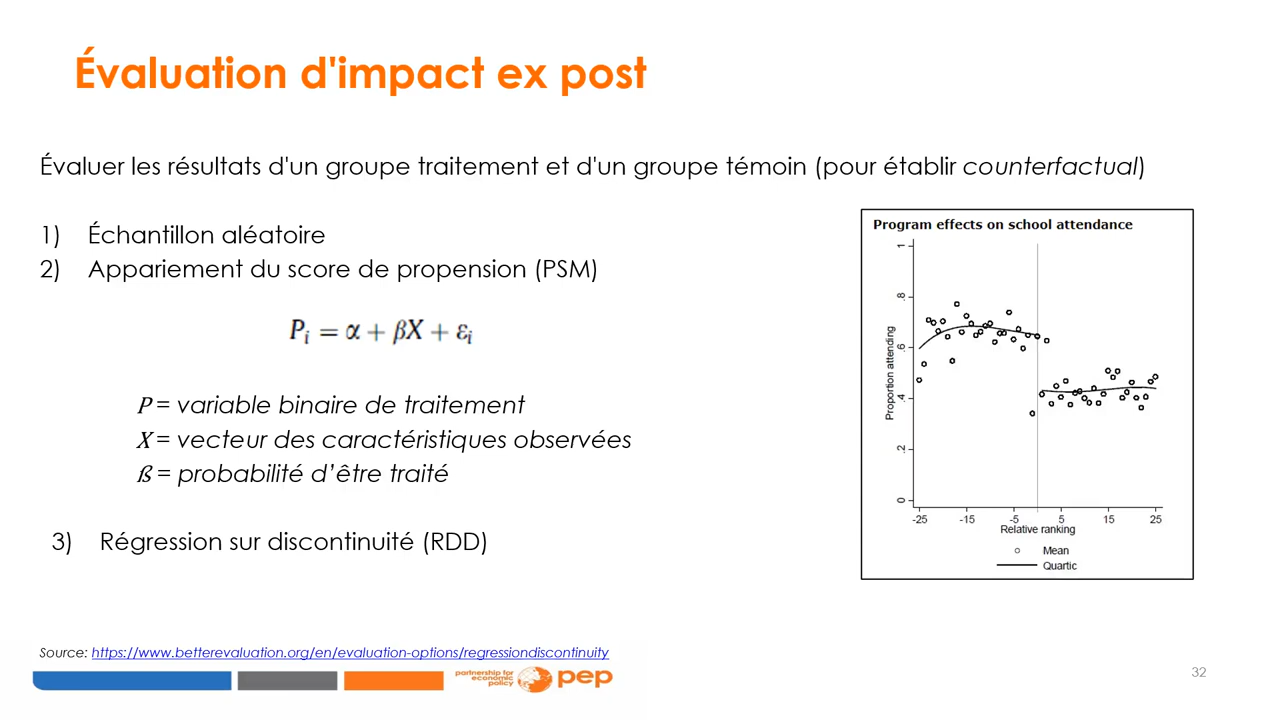 Évaluation d'impact ex post
Évaluer les résultats d'un groupe traitement et d'un groupe témoin (pour établir counterfactual)
1) Échantillon aléatoire
2) Appariement du score de propension (PSM)
Pᵢ = α + βX + εᵢ
P = variable binaire de traitement
X = vecteur des caractéristiques observées
ß = probabilité d’être traité
3) Régression sur discontinuité (RDD)
Program effects on school attendance
Proportion attending
1
.8
.6
.4
.2
0
-25 -15 -5 5 15 25
Relative ranking
Mean
Quartic
Source: https://www.betterevaluation.org/en/evaluation-options/regressiondiscontinuity
partnership for
economic
policy
pep
32